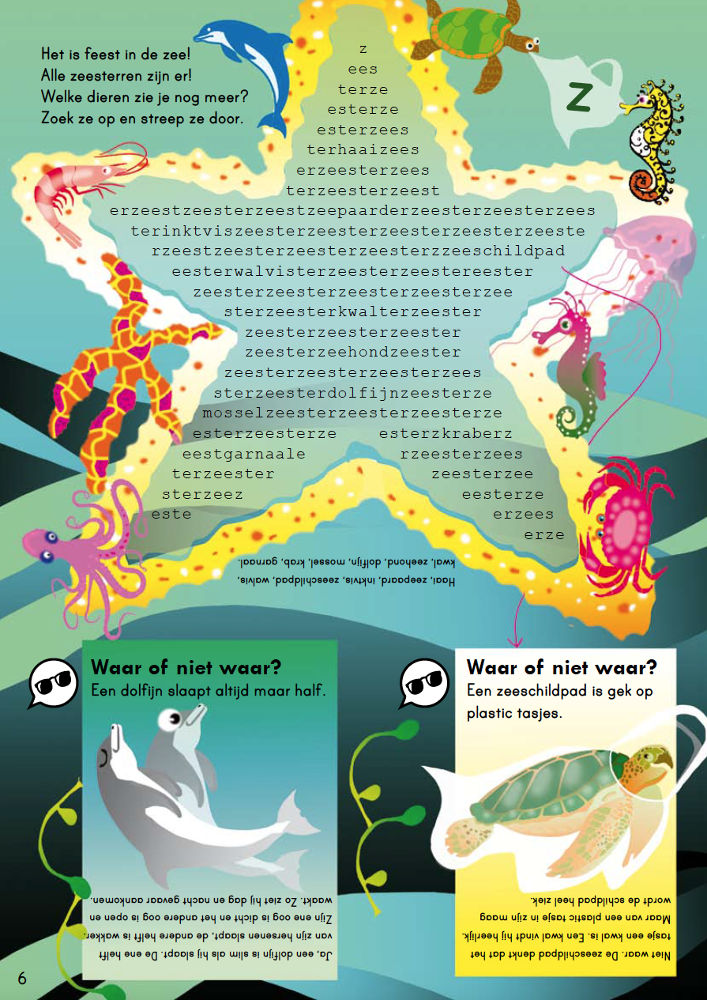 Het is feest in de zee!
Alle zeesterren zijn er!
Welke dieren zie je nog meer?
Zoek ze op en streep ze door.
z
z
ees
terze
esterze
esterzees
terhaaizees
erzeesterzees
terzeesterzeest
erzeestzeesterzeestzeepaarderzeesterzeesterzees
terinktviszeesterzeesterzeesterzeesterzeeste
rzeestzeesterzeesterzeesterzzeeschildpad
eesterwalvisterzeesterzeestereester
zeesterzeesterzeesterzeesterzee
sterzeesterkwalterzeester
zeesterzeesterzeester
zeesterzeehondzeester
zeesterzeesterzeesterzees
sterzeesterdolfijnzeesterze
mosselzeesterzeesterzeesterze
esterzeesterze esterzkraberz
eestgarnaale rzeesterzees
terzeester zeesterzee
sterzeez eesterze
este erzees
erze
Haai, zeepaard, inktvis, zeeschildpad, walvis,
kwal, zeehond, dolfijn, mossel, krab, garnaal.
Waar of niet waar?
Een dolfijn slaapt altijd maar half.
Ja, een dolfijn is slim als hij slaapt. De ene helft
van zijn hersenen slaapt, de andere helft is wakker.
Zijn ene oog is dicht en het andere oog is open en
waakt. Zo ziet hij dag en nacht gevaar aankomen.
Waar of niet waar?
Een zeeschildpad is gek op
plastic tasjes.
Niet waar. De zeeschildpad denkt dat het
tasje een kwal is. Een kwal vindt hij heerlijk.
Maar van een plastic tasje in zijn maag
wordt de schildpad heel ziek.
6